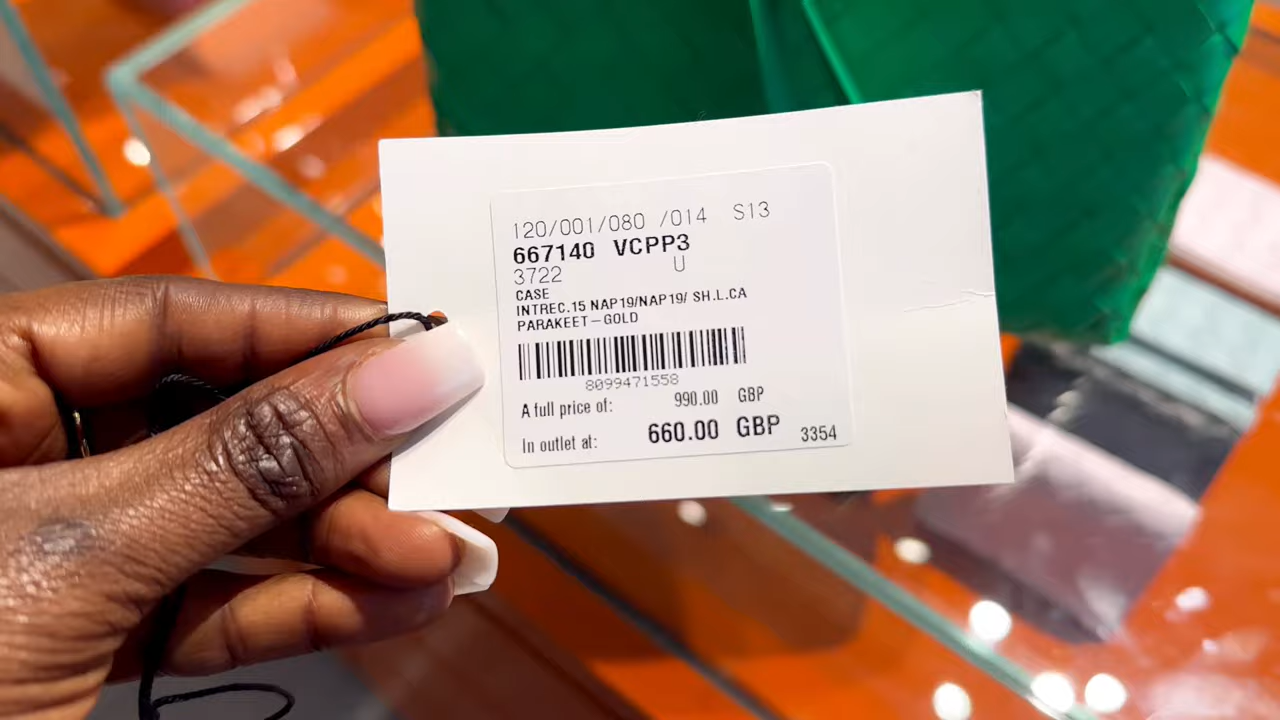 120/001/080 /014 S13
667140 VCPP3
3722 U
CASE
INTREC.15 NAP19/NAP19/ SH.L.CA
PARAKEET-GOLD
8099471558
A full price of: 990.00 GBP
In outlet at: 660.00 GBP 3354